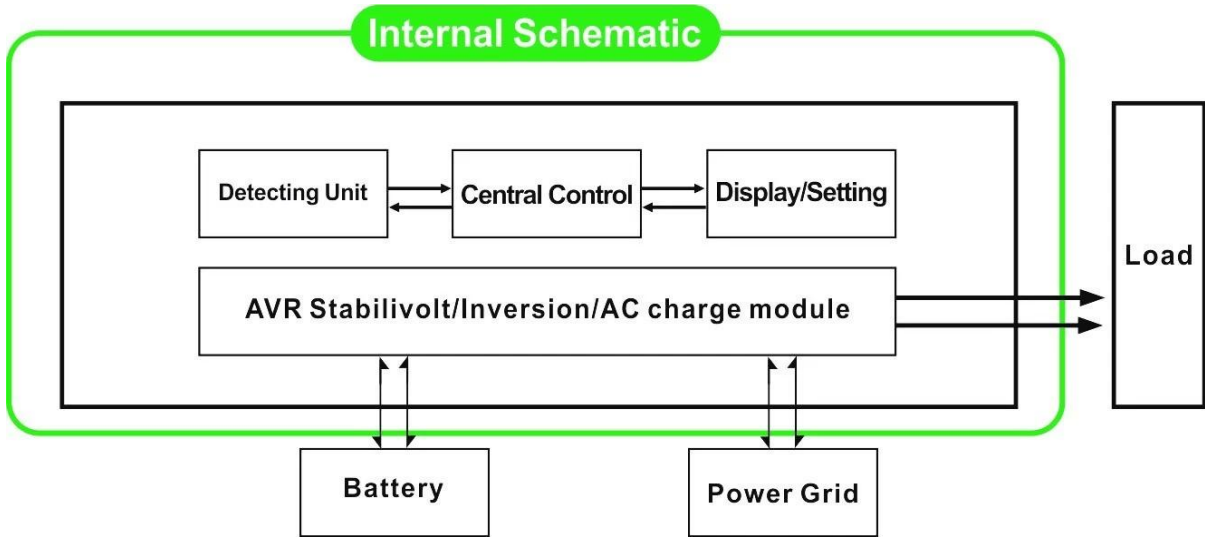 Internal Schematic
Detecting Unit
Central Control
Display/Setting
Load
AVR Stabilivolt/Inversion/AC charge module
Battery
Power Grid